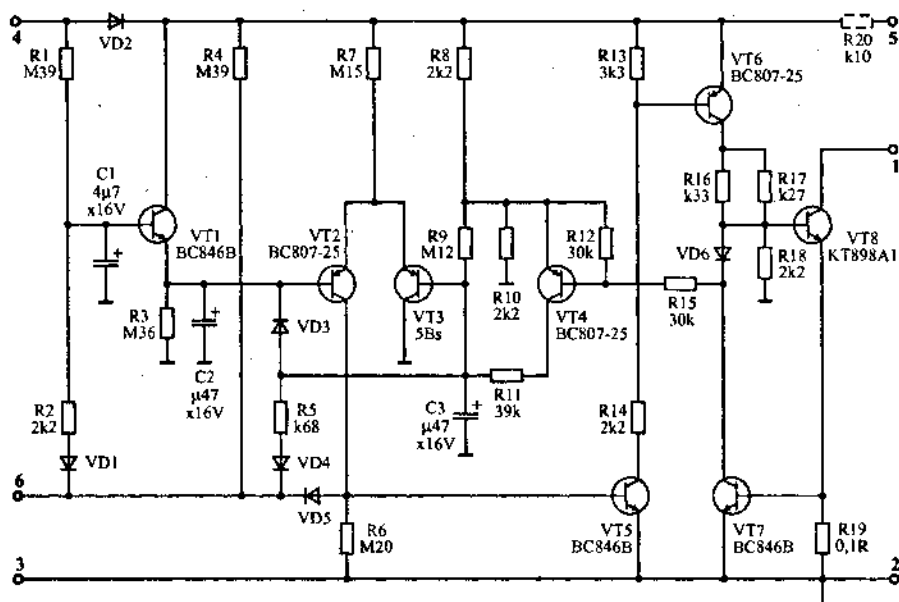 4
VD2
R1
M39
R4
M39
R7
M15
R8
2k2
R13
3k3
VT6
BC807-25
R20
k10
5
C1
4μ7
x16V
+
VT1
BC846B
VT2
BC807-25
R9
M12
R12
30k
R16
k33
R17
k27
1
VD6
R18
2k2
VT8
KT898A1
R3
M36
+
VD3
VT3
5Bs
R10
2k2
VT4
BC807-25
R15
30k
C2
μ47
x16V
R2
2k2
R5
k68
C3
μ47
x16V
+
R11
39k
R14
2k2
VD1
VD4
6
VD5
R6
M20
VT5
BC846B
VT7
BC846B
R19
0,1R
3
2